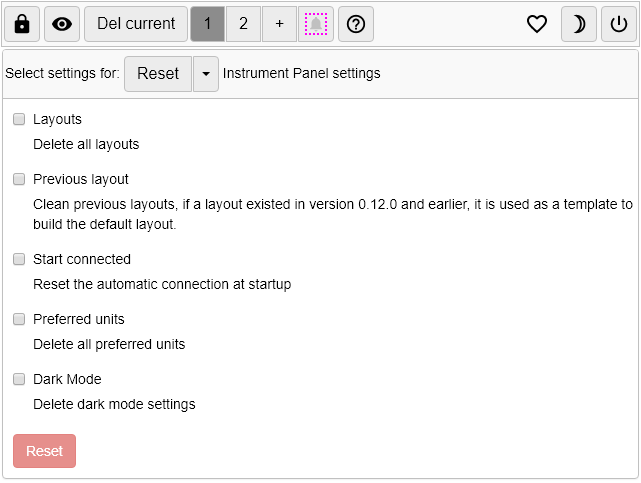 Del current 1 2 +
Select settings for: Reset Instrument Panel settings
Layouts
Delete all layouts
Previous layout
Clean previous layouts, if a layout existed in version 0.12.0 and earlier, it is used as a template to
build the default layout.
Start connected
Reset the automatic connection at startup
Preferred units
Delete all preferred units
Dark Mode
Delete dark mode settings
Reset